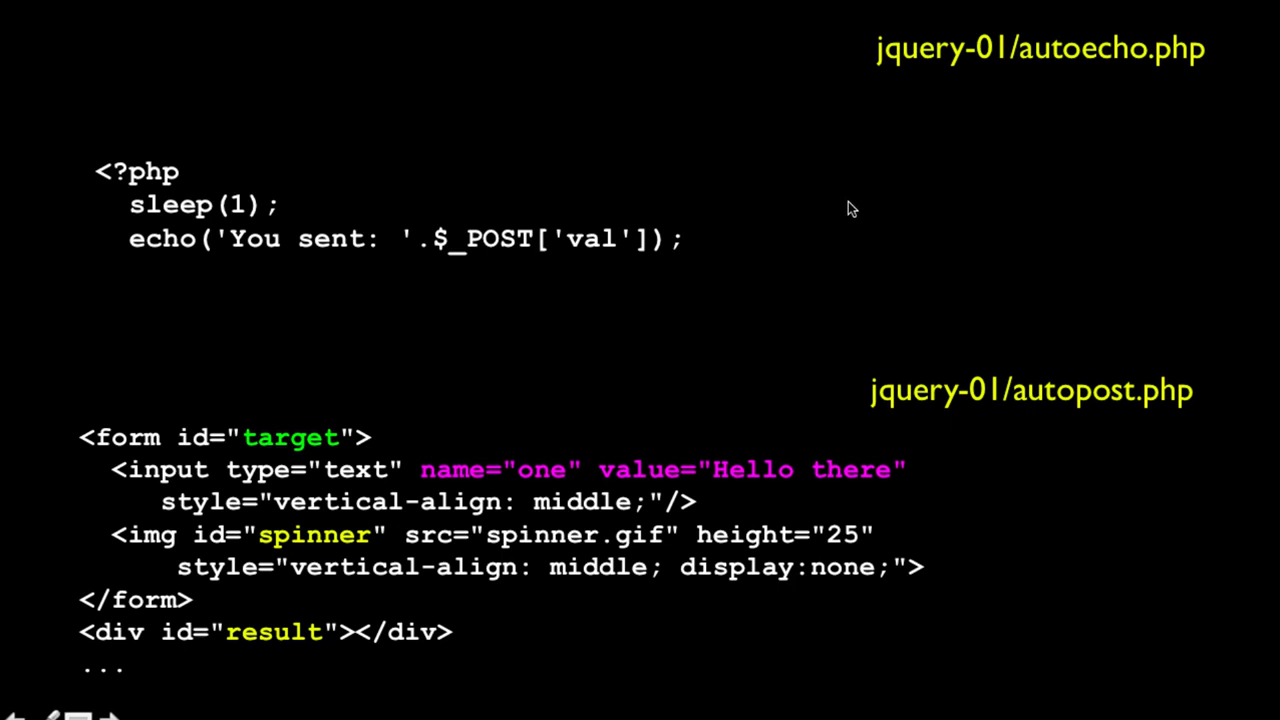 jquery-01/autoecho.php
<?php
sleep(1);
echo('You sent: '.$_POST['val']);
jquery-01/autopost.php
<form id="target">
<input type="text" name="one" value="Hello there"
style="vertical-align: middle;"/>
<img id="spinner" src="spinner.gif" height="25"
style="vertical-align: middle; display:none;">
</form>
<div id="result"></div>
...